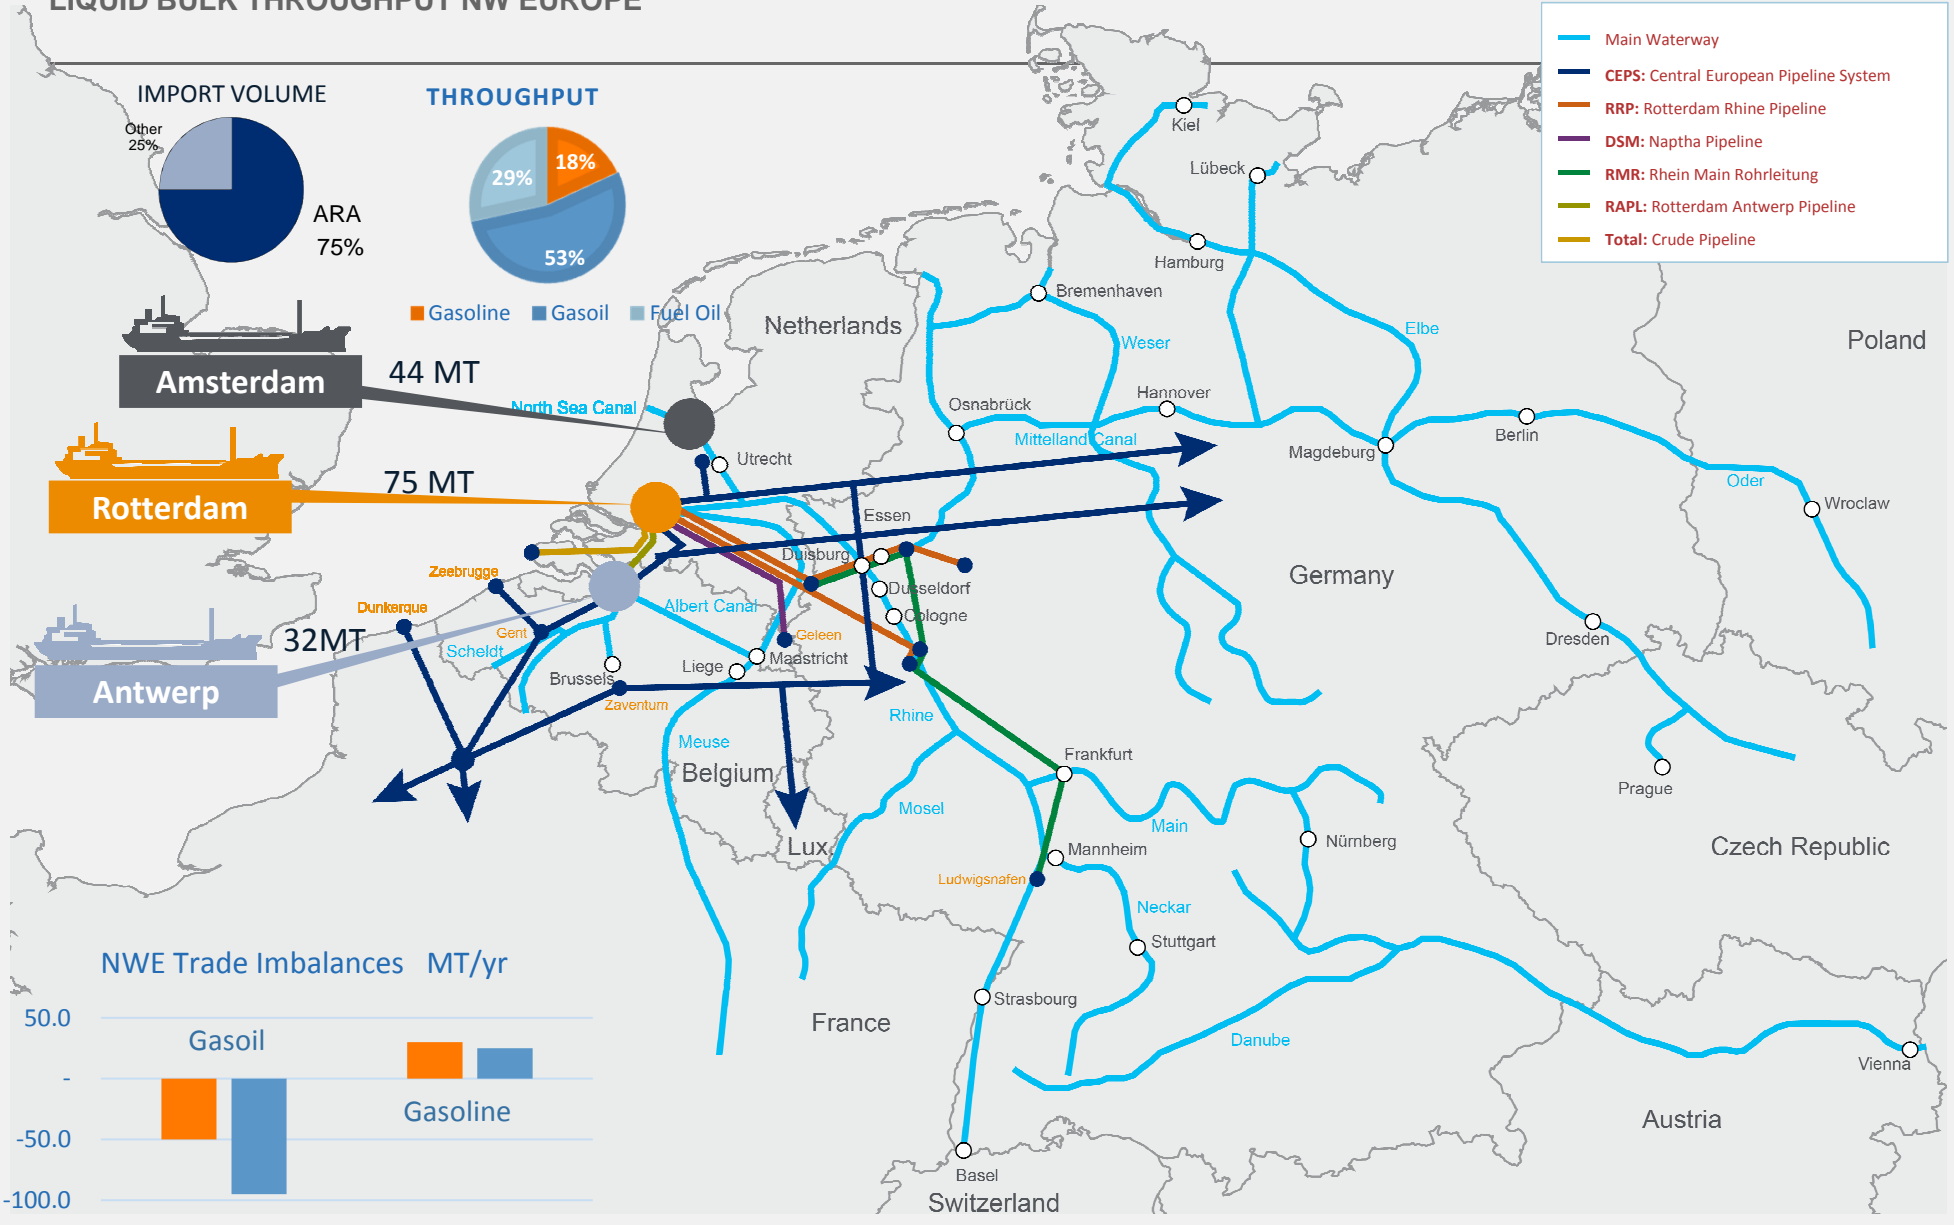 LIQUID BULK THROUGHPUT NW EUROPE
IMPORT VOLUME
Other
25%
ARA
75%
THROUGHPUT
18%
29%
53%
Gasoline Gasoil Fuel Oil
Main Waterway
CEPS: Central European Pipeline System
RRP: Rotterdam Rhine Pipeline
DSM: Naptha Pipeline
RMR: Rhein Main Rohrleitung
RAPL: Rotterdam Antwerp Pipeline
Total: Crude Pipeline
Amsterdam
44 MT
Rotterdam
75 MT
Antwerp
32MT
Kiel
Lübeck
Hamburg
Bremenhaven
Netherlands
Weser
Elbe
Poland
North Sea Canal
Osnabrück
Hannover
Mittelland Canal
Magdeburg
Berlin
Oder
Wroclaw
Utrecht
Essen
Duisburg
Dusseldorf
Cologne
Germany
Zeebrugge
Dunkerque
Gent
Scheldt
Albert Canal
Geleen
Maastricht
Liege
Brussels
Zaventum
Dresden
Rhine
Meuse
Belgium
Frankfurt
Prague
Mosel
Main
Lux.
Mannheim
Nürnberg
Czech Republic
Ludwigsnafen
Neckar
Stuttgart
Strasbourg
France
Danube
Vienna
Austria
Basel
Switzerland
NWE Trade Imbalances MT/yr
50.0
Gasoil
-
Gasoline
-50.0
-100.0